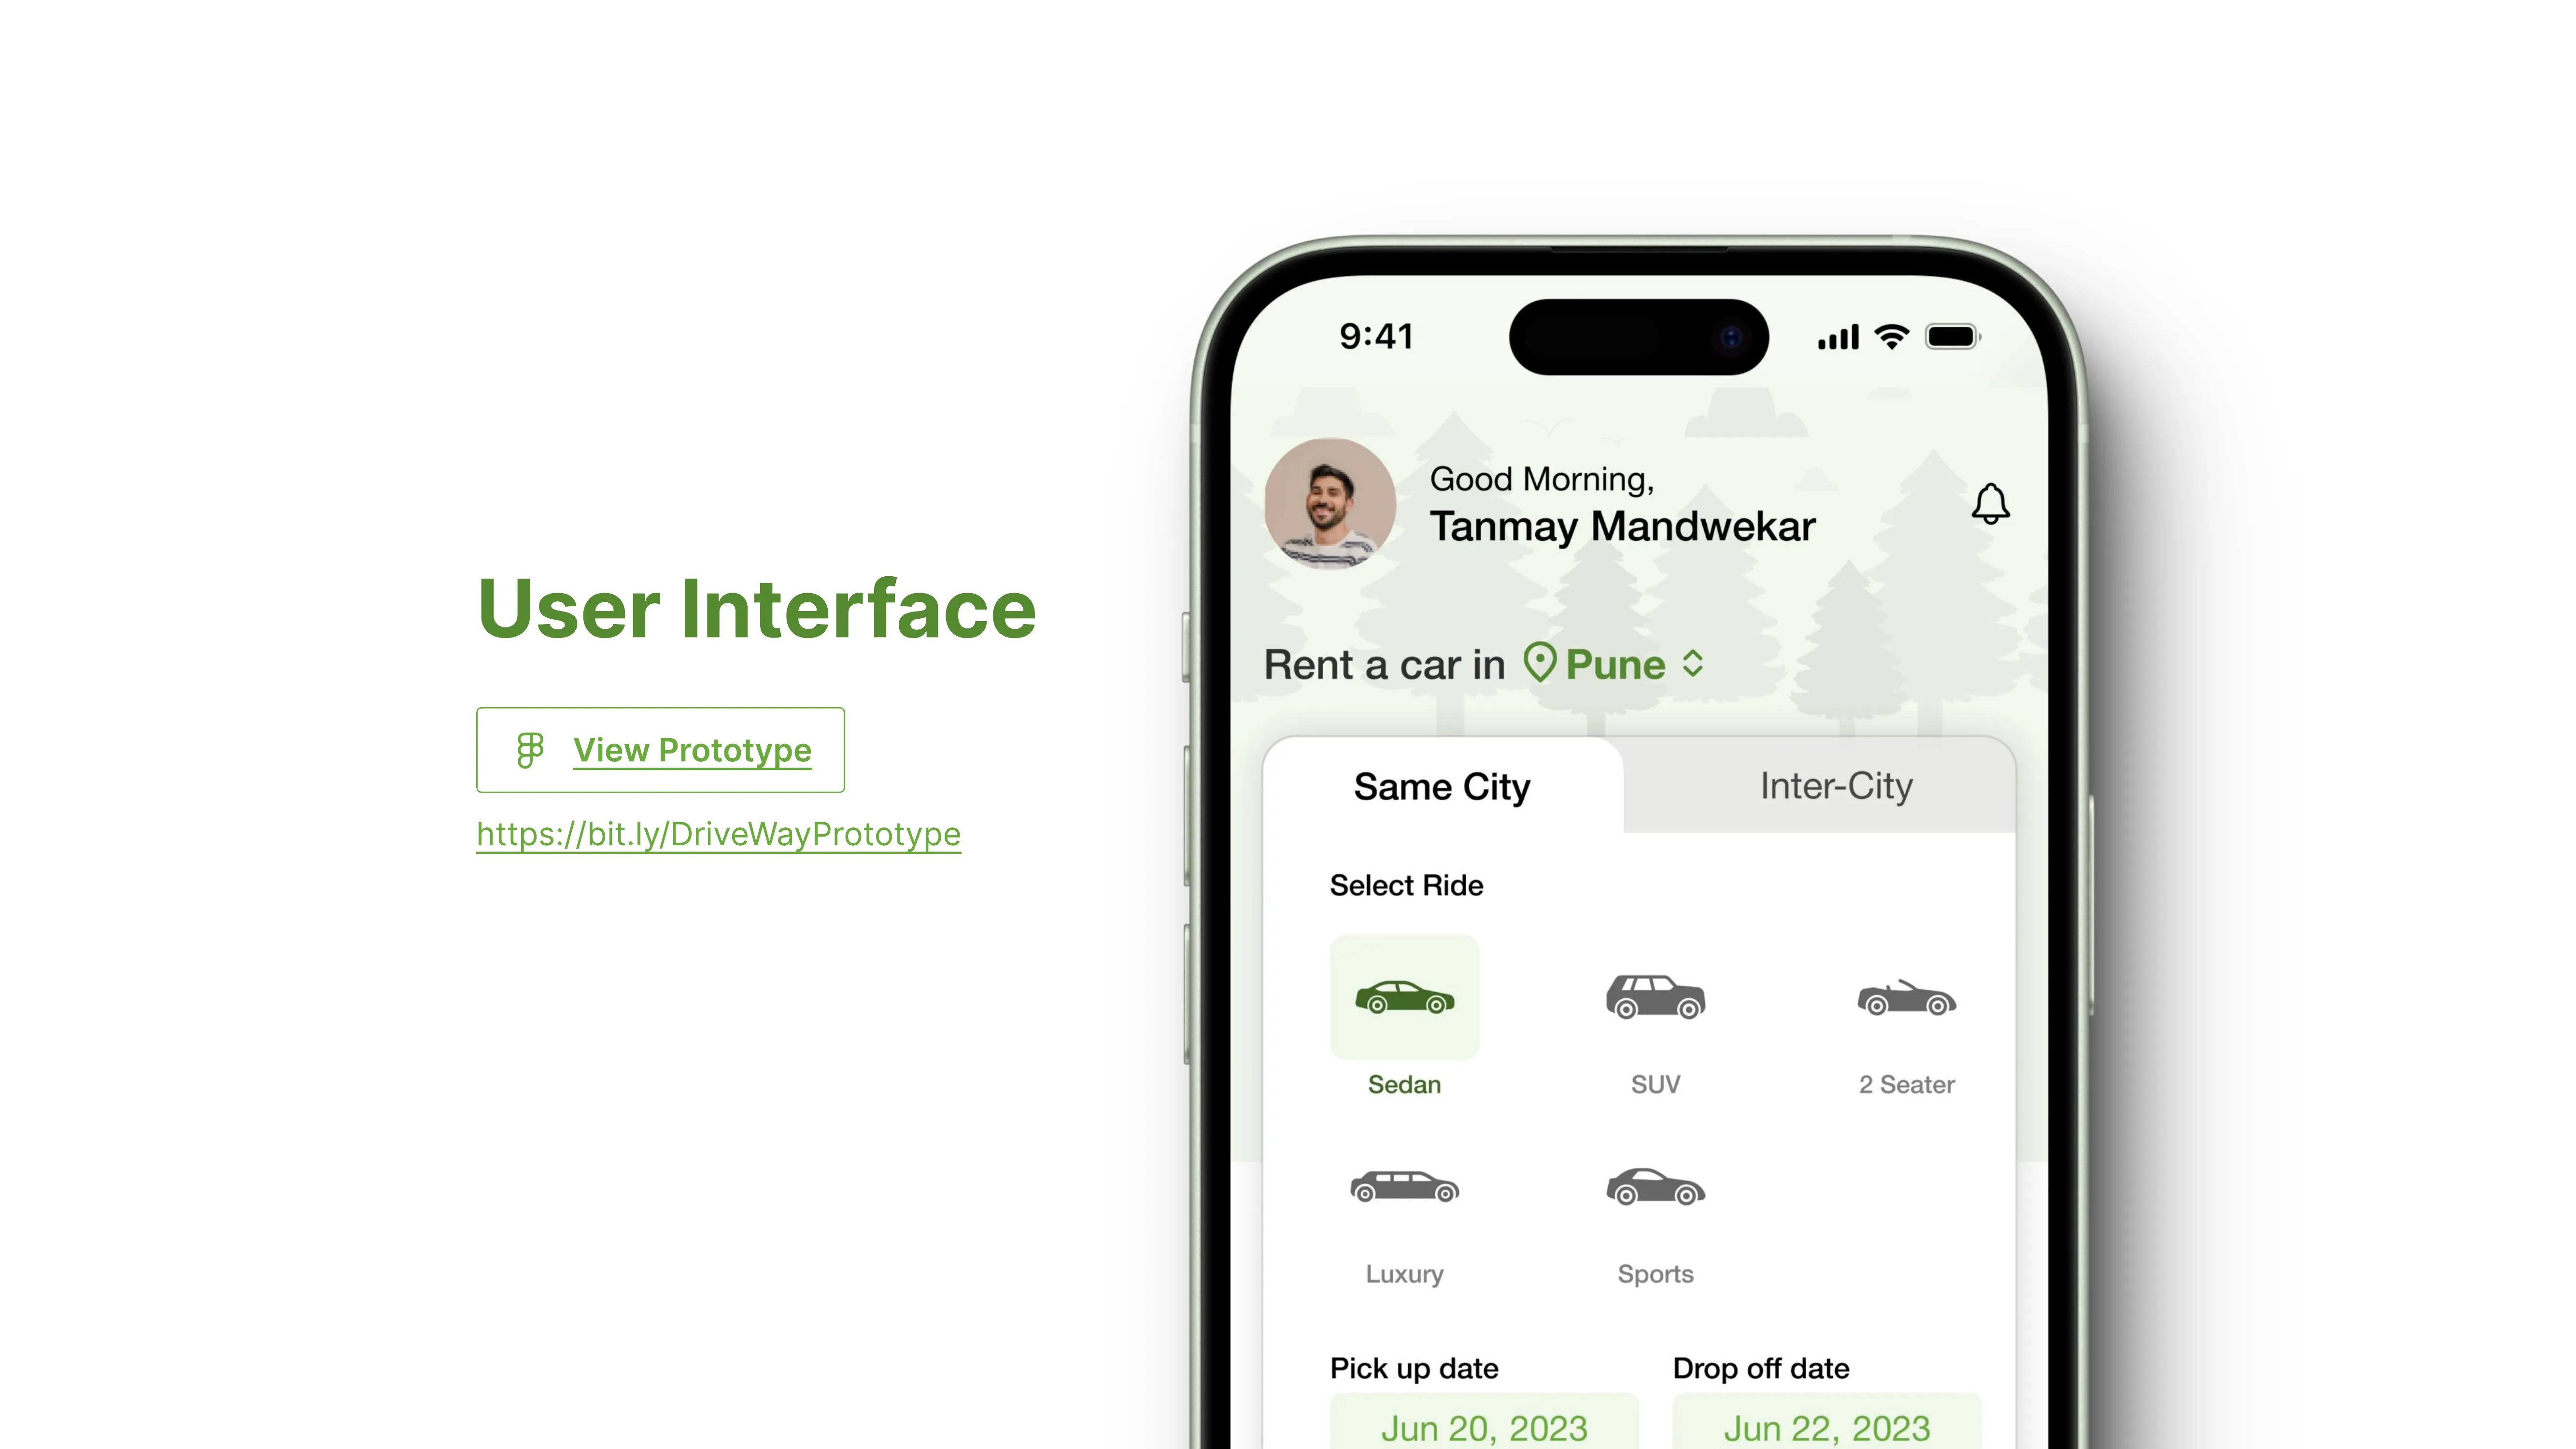 User Interface
View Prototype
https://bit.ly/DriveWayPrototype
9:41
Good Morning,
Tanmay Mandwekar
Rent a car in Pune
Same City
Inter-City
Select Ride
Sedan
SUV
2 Seater
Luxury
Sports
Pick up date
Drop off date
Jun 20, 2023
Jun 22, 2023